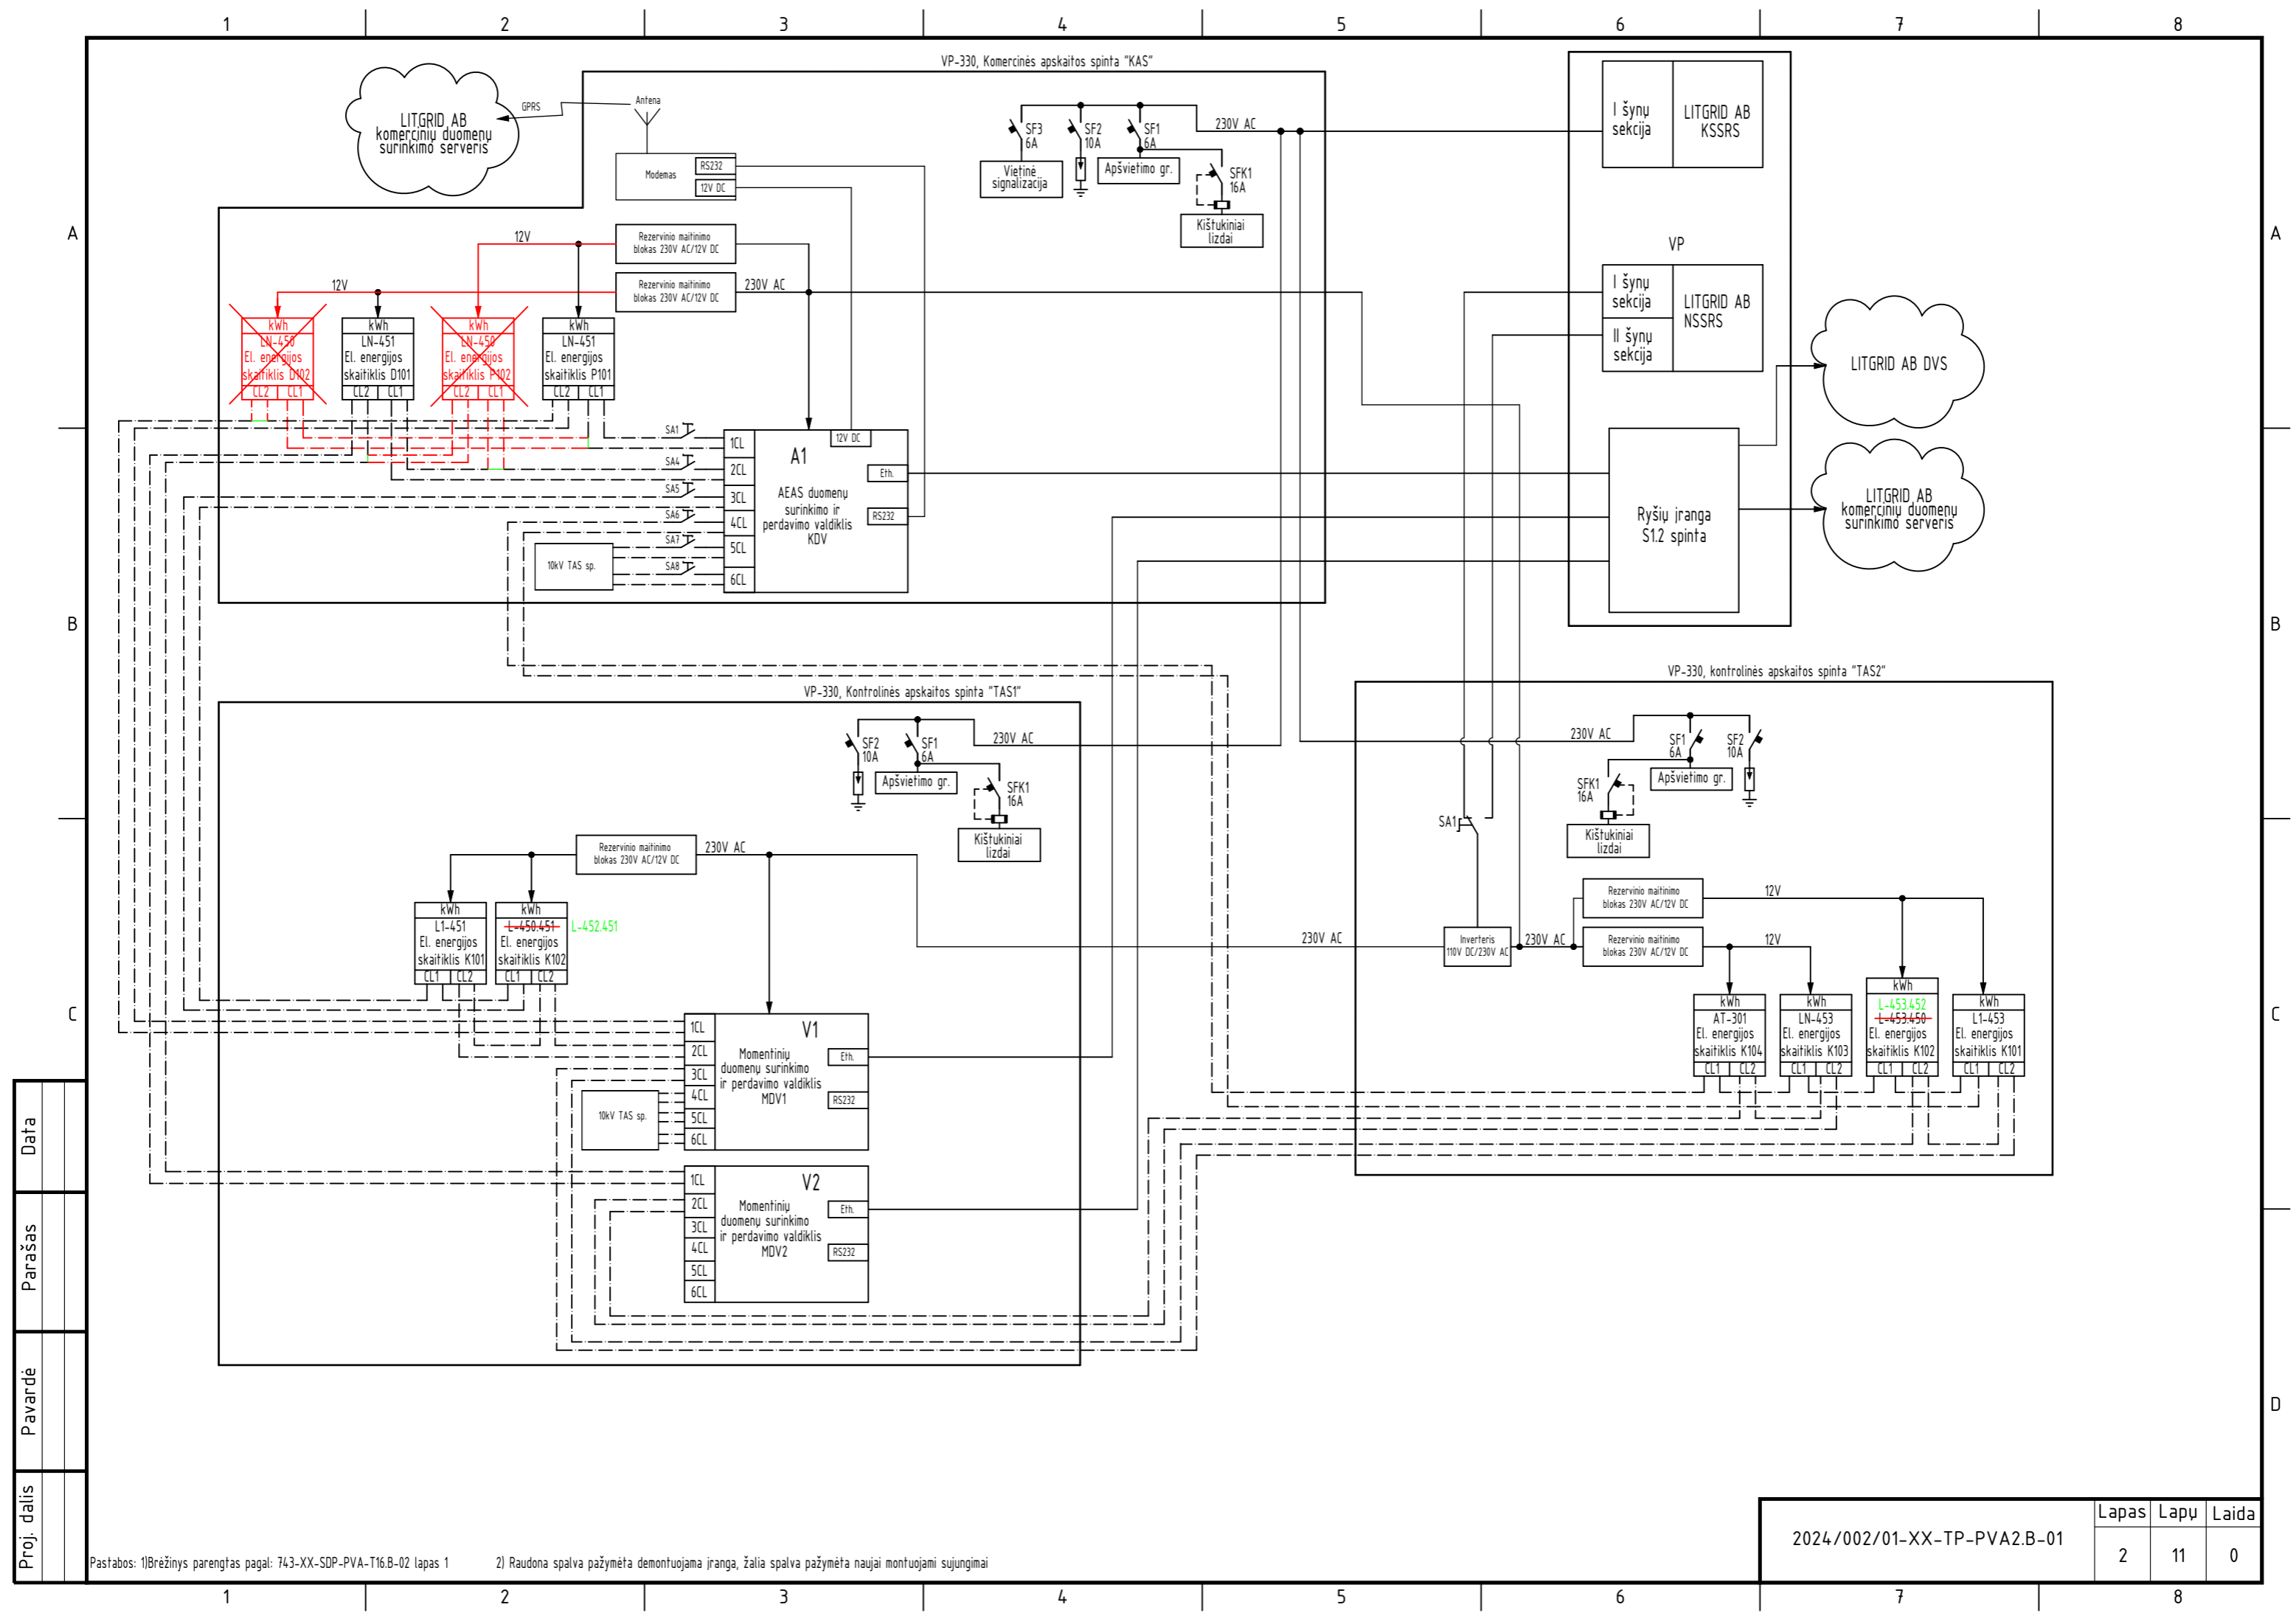 1 2 3 4 5 6 7 8
A
B
C
D
A
B
C
D
VP-330, Komercinės apskaitos spinta "KAS"
LITGRID AB
komercinių duomenų
surinkimo serveris
GPRS
Antena
Modemas
RS232
12V DC
SF3
6A
SF2
10A
SF1
6A
230V AC
Vietinė
signalizacija
Apšvietimo gr.
SFK1
16A
Kištukiniai
lizdai
12V
Rezervinio maitinimo
blokas 230V AC/12V DC
12V
Rezervinio maitinimo
blokas 230V AC/12V DC
230V AC
kWh
LN-450
El. energijos
skaitiklis D102
CL2 CL1
kWh
LN-451
El. energijos
skaitiklis D101
CL2 CL1
kWh
LN-450
El. energijos
skaitiklis P102
CL2 CL1
kWh
LN-451
El. energijos
skaitiklis P101
CL2 CL1
SA1
SA4
SA5
SA6
SA7
SA8
10kV TAS sp.
1CL
2CL
3CL
4CL
5CL
6CL
12V DC
A1
Eth.
AEAS duomenų
surinkimo ir
perdavimo valdiklis
KDV
RS232
I šynų
sekcija
LITGRID AB
KSSRS
VP
I šynų
sekcija
LITGRID AB
NSSRS
II šynų
sekcija
Ryšių įranga
S1.2 spinta
LITGRID AB DVS
LITGRID AB
komercinių duomenų
surinkimo serveris
VP-330, Kontrolinės apskaitos spinta "TAS1"
SF2
10A
SF1
6A
230V AC
Apšvietimo gr.
SFK1
16A
Kištukiniai
lizdai
Rezervinio maitinimo
blokas 230V AC/12V DC
230V AC
kWh
L1-451
El. energijos
skaitiklis K101
CL1 CL2
kWh
L-450.451
El. energijos
skaitiklis K102
CL1 CL2
L-452.451
1CL
2CL
3CL
4CL
5CL
6CL
V1
Momentinių
duomenų surinkimo
ir perdavimo valdiklis
MDV1
Eth.
RS232
10kV TAS sp.
1CL
2CL
3CL
4CL
5CL
6CL
V2
Momentinių
duomenų surinkimo
ir perdavimo valdiklis
MDV2
Eth.
RS232
VP-330, kontrolinės apskaitos spinta "TAS2"
230V AC
SF1
6A
SF2
10A
Apšvietimo gr.
SFK1
16A
Kištukiniai
lizdai
SA1
230V AC
Inverteris
110V DC/230V AC
230V AC
Rezervinio maitinimo
blokas 230V AC/12V DC
12V
Rezervinio maitinimo
blokas 230V AC/12V DC
12V
kWh
AT-301
El. energijos
skaitiklis K104
CL1 CL2
kWh
LN-453
El. energijos
skaitiklis K103
CL1 CL2
kWh
L-453.452
L-453.450
El. energijos
skaitiklis K102
CL1 CL2
kWh
L1-453
El. energijos
skaitiklis K101
CL1 CL2
Data
Parašas
Pavardė
Proj. dalis
Pastabos: 1)Brėžinys parengtas pagal: 743-XX-SDP-PVA-T16.B-02 lapas 1
2) Raudona spalva pažymėta demontuojama įranga, žalia spalva pažymėta naujai montuojami sujungimai
2024/002/01-XX-TP-PVA2.B-01
Lapas Lapų Laida
2 11 0
1 2 3 4 5 6 7 8